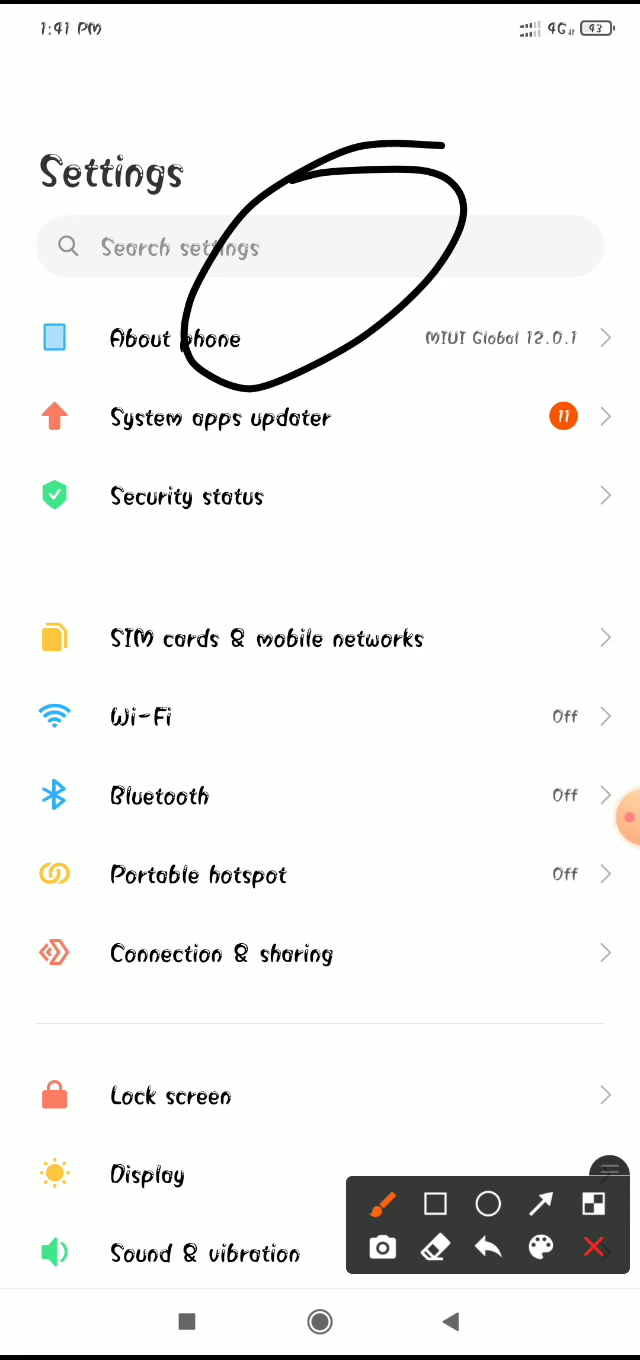 1:41 PM 4G 43
Settings
Search settings
About phone MIUI Global 12.0.1
System apps updater 11
Security status
SIM cards & mobile networks
Wi-Fi Off
Bluetooth Off
Portable hotspot Off
Connection & sharing
Lock screen
Display
Sound & vibration